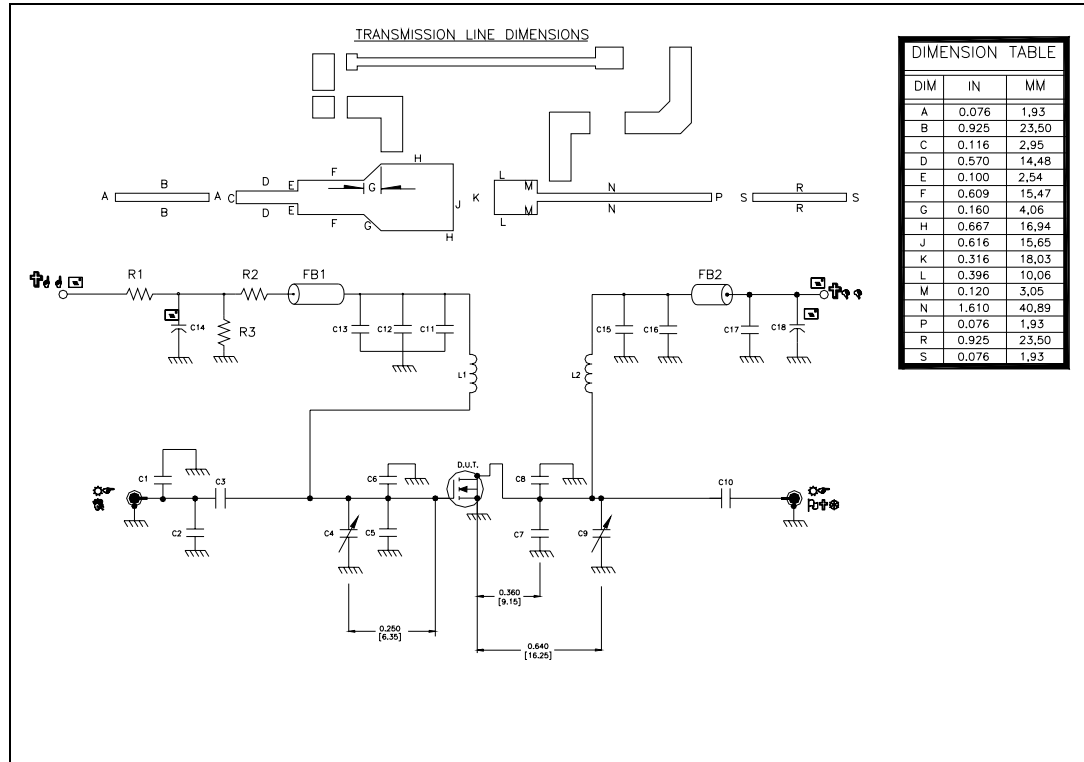 TRANSMISSION LINE DIMENSIONS
DIMENSION TABLE
DIM IN MM
A 0.076 1,93
B 0.925 23,50
C 0.116 2,95
D 0.570 14,48
E 0.100 2,54
F 0.609 15,47
G 0.160 4,06
H 0.667 16,94
J 0.616 15,65
K 0.316 18,03
L 0.396 10,06
M 0.120 3,05
N 1.610 40,89
P 0.076 1,93
R 0.925 23,50
S 0.076 1,93
H
F
D
E
B
G
A
A
C
J
K
B
D
E
F
G
H
L
M
N
R
P
S
S
M
N
R
L
R1
R2
FB1
FB2
C14
R3
C13
C12
C11
C15
C16
C17
C18
L1
L2
C1
C3
C6
D.U.T.
C8
C10
C2
C4
C5
C7
C9
0.360
[9.15]
0.250
[6.35]
0.640
[16.25]